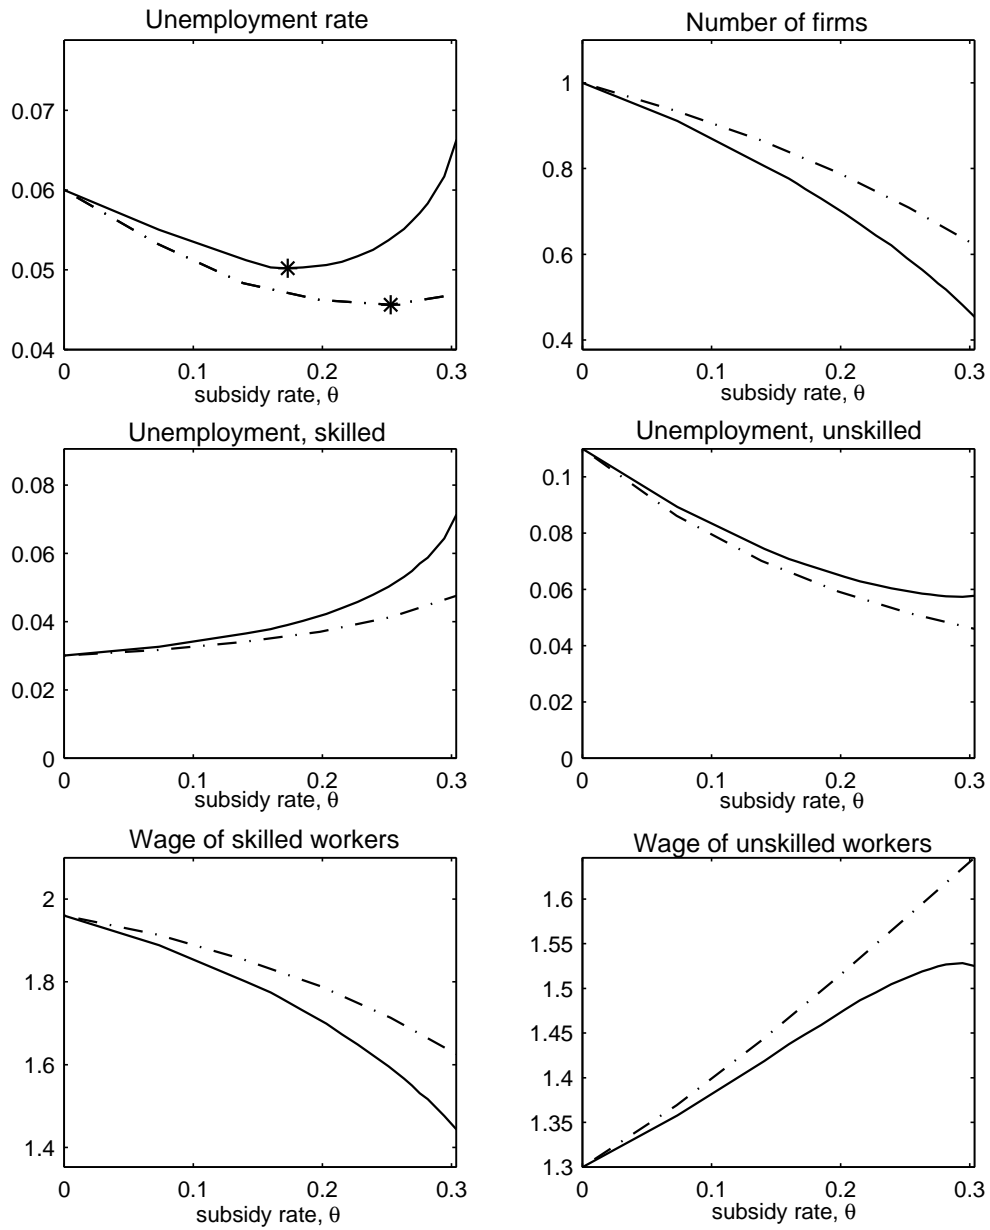 Unemployment rate
0.07
0.06
0.05
0.04
0 0.1 0.2 0.3
subsidy rate, θ
Number of firms
1
0.8
0.6
0.4
0 0.1 0.2 0.3
subsidy rate, θ
Unemployment, skilled
0.08
0.06
0.04
0.02
0
0 0.1 0.2 0.3
subsidy rate, θ
Unemployment, unskilled
0.1
0.08
0.06
0.04
0.02
0
0 0.1 0.2 0.3
subsidy rate, θ
Wage of skilled workers
2
1.8
1.6
1.4
0 0.1 0.2 0.3
subsidy rate, θ
Wage of unskilled workers
1.6
1.55
1.5
1.45
1.4
1.35
1.3
0 0.1 0.2 0.3
subsidy rate, θ